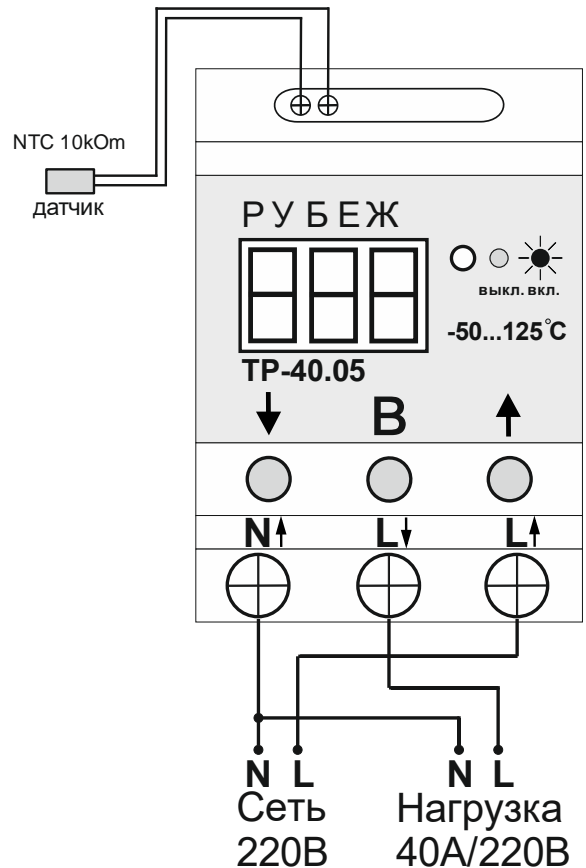 NTC 10kOm
датчик
РУБЕЖ
выкл. вкл.
-50...125°C
ТР-40.05
В
N L L
N L N L
Сеть Нагрузка
220В 40А/220В